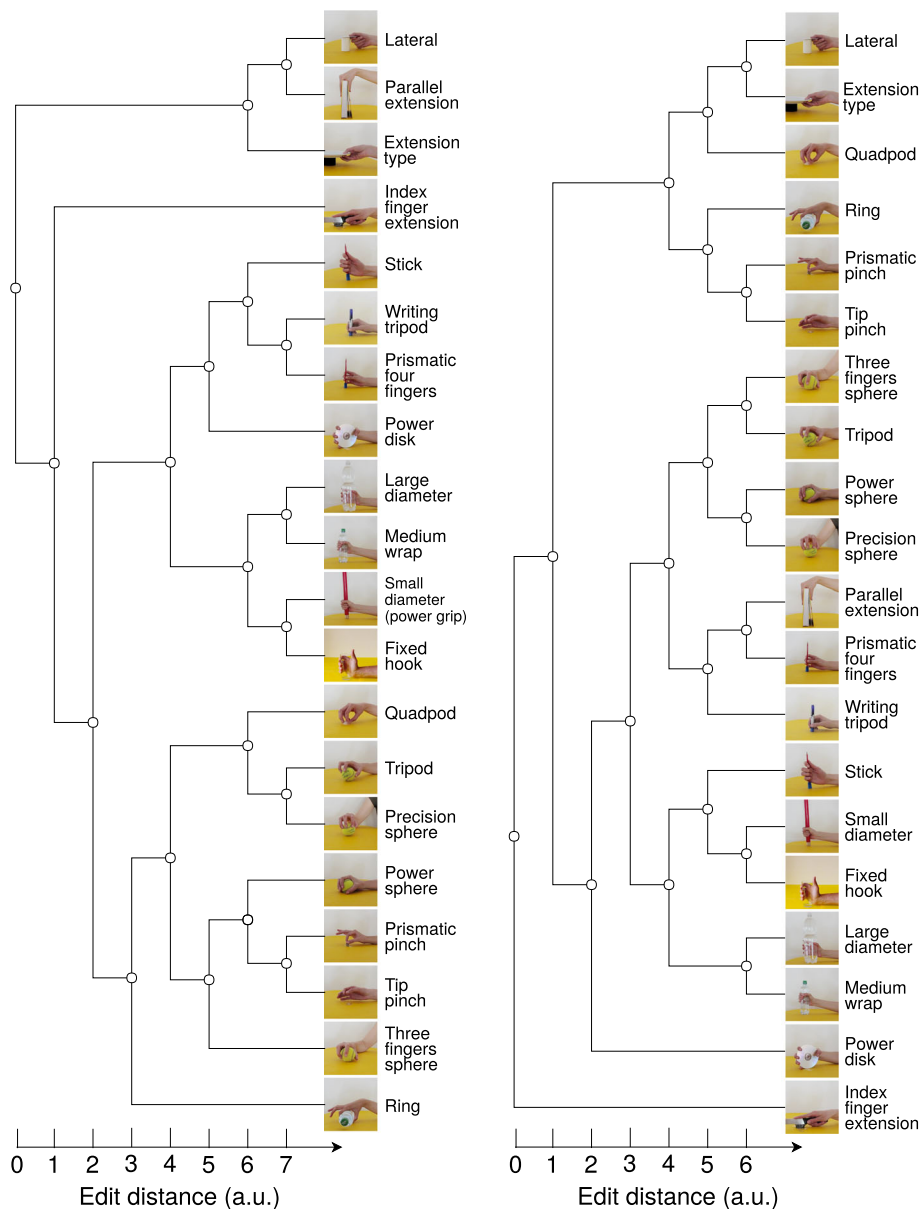 Lateral
Parallel
extension
Extension
type
Index
finger
extension
Stick
Writing
tripod
Prismatic
four
fingers
Power
disk
Large
diameter
Medium
wrap
Small
diameter
(power grip)
Fixed
hook
Quadpod
Tripod
Precision
sphere
Power
sphere
Prismatic
pinch
Tip
pinch
Three
fingers
sphere
Ring
0 1 2 3 4 5 6 7
Edit distance (a.u.)
Lateral
Extension
type
Quadpod
Ring
Prismatic
pinch
Tip
pinch
Three
fingers
sphere
Tripod
Power
sphere
Precision
sphere
Parallel
extension
Prismatic
four
fingers
Writing
tripod
Stick
Small
diameter
Fixed
hook
Large
diameter
Medium
wrap
Power
disk
Index
finger
extension
0 1 2 3 4 5 6
Edit distance (a.u.)